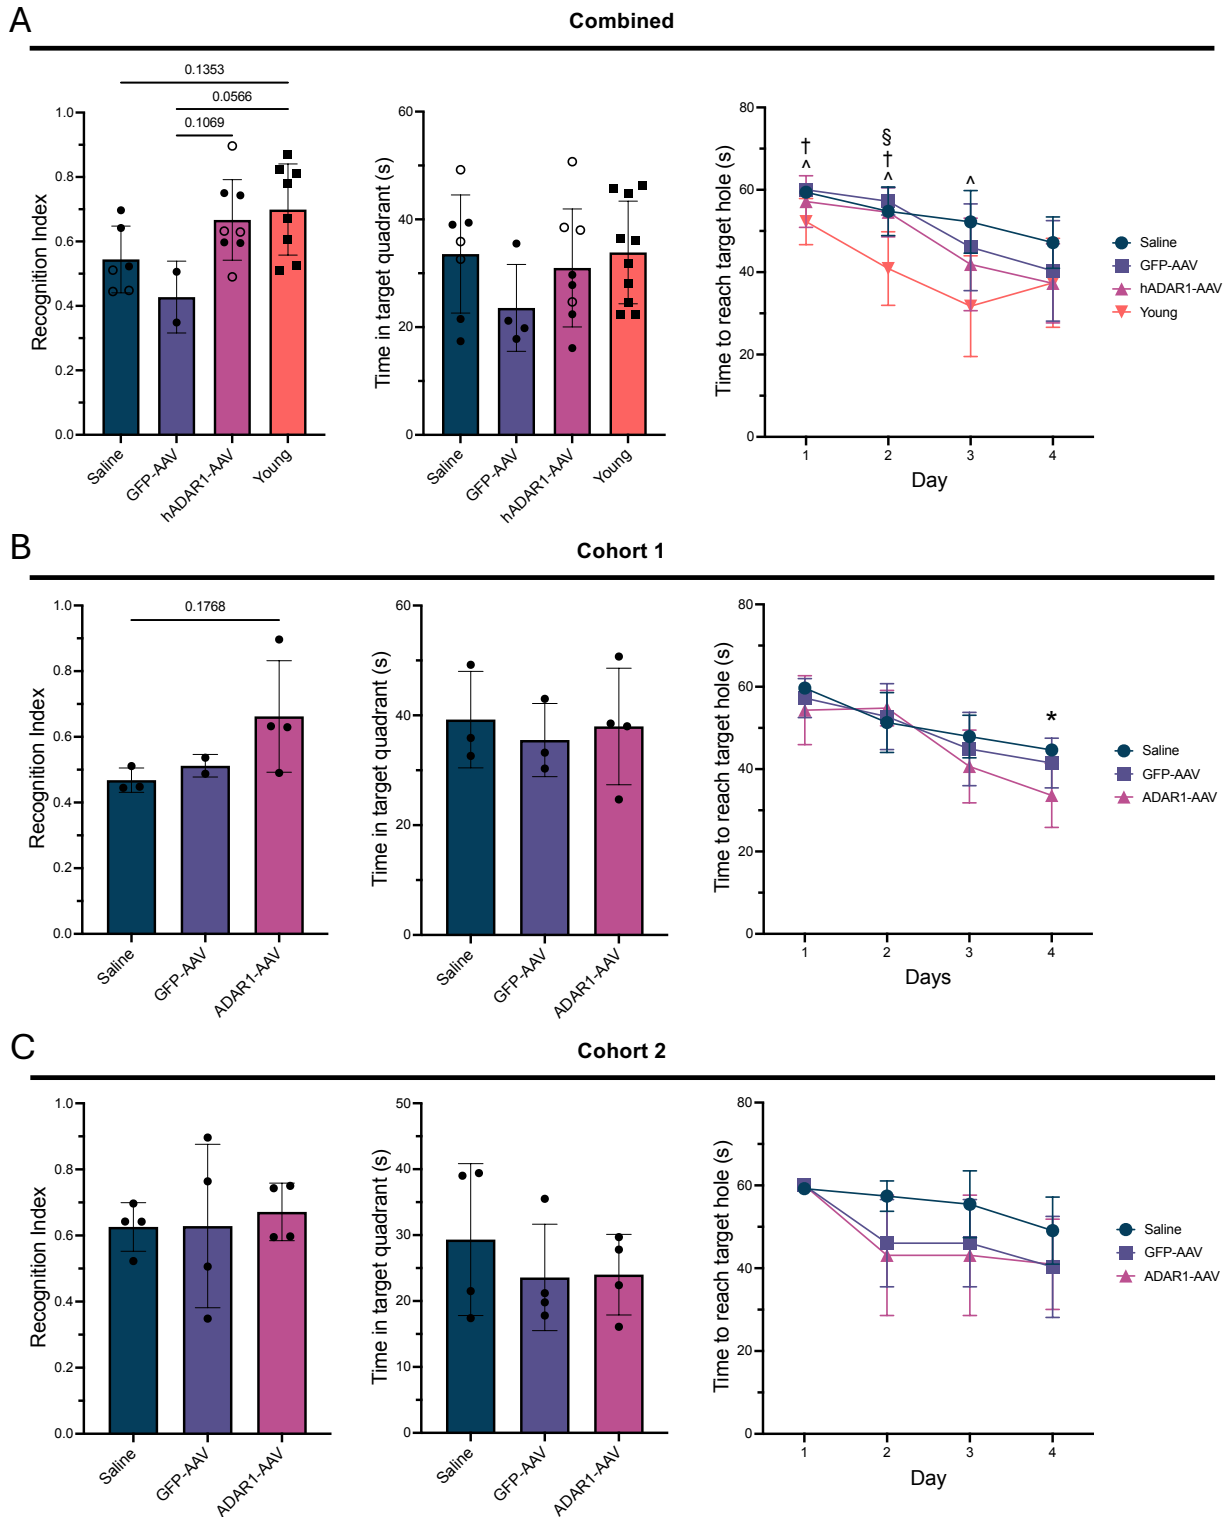 A
Combined
0.1353
0.0566
0.1069
1.0
0.8
0.6
0.4
0.2
0.0
Recognition Index
Saline
GFP-AAV
hADAR1-AAV
Young
60
40
20
0
Time in target quadrant (s)
Saline
GFP-AAV
hADAR1-AAV
Young
80
60
40
20
0
Time to reach target hole (s)
†
^
§
†
^
^
1
2
3
4
Day
Saline
GFP-AAV
hADAR1-AAV
Young
B
Cohort 1
0.1768
1.0
0.8
0.6
0.4
0.2
0.0
Recognition Index
Saline
GFP-AAV
ADAR1-AAV
60
40
20
0
Time in target quadrant (s)
Saline
GFP-AAV
ADAR1-AAV
80
60
40
20
0
Time to reach target hole (s)
*
1
2
3
4
Days
Saline
GFP-AAV
ADAR1-AAV
C
Cohort 2
1.0
0.8
0.6
0.4
0.2
0.0
Recognition Index
Saline
GFP-AAV
ADAR1-AAV
50
40
30
20
10
0
Time in target quadrant (s)
Saline
GFP-AAV
ADAR1-AAV
80
60
40
20
0
Time to reach target hole (s)
1
2
3
4
Day
Saline
GFP-AAV
ADAR1-AAV